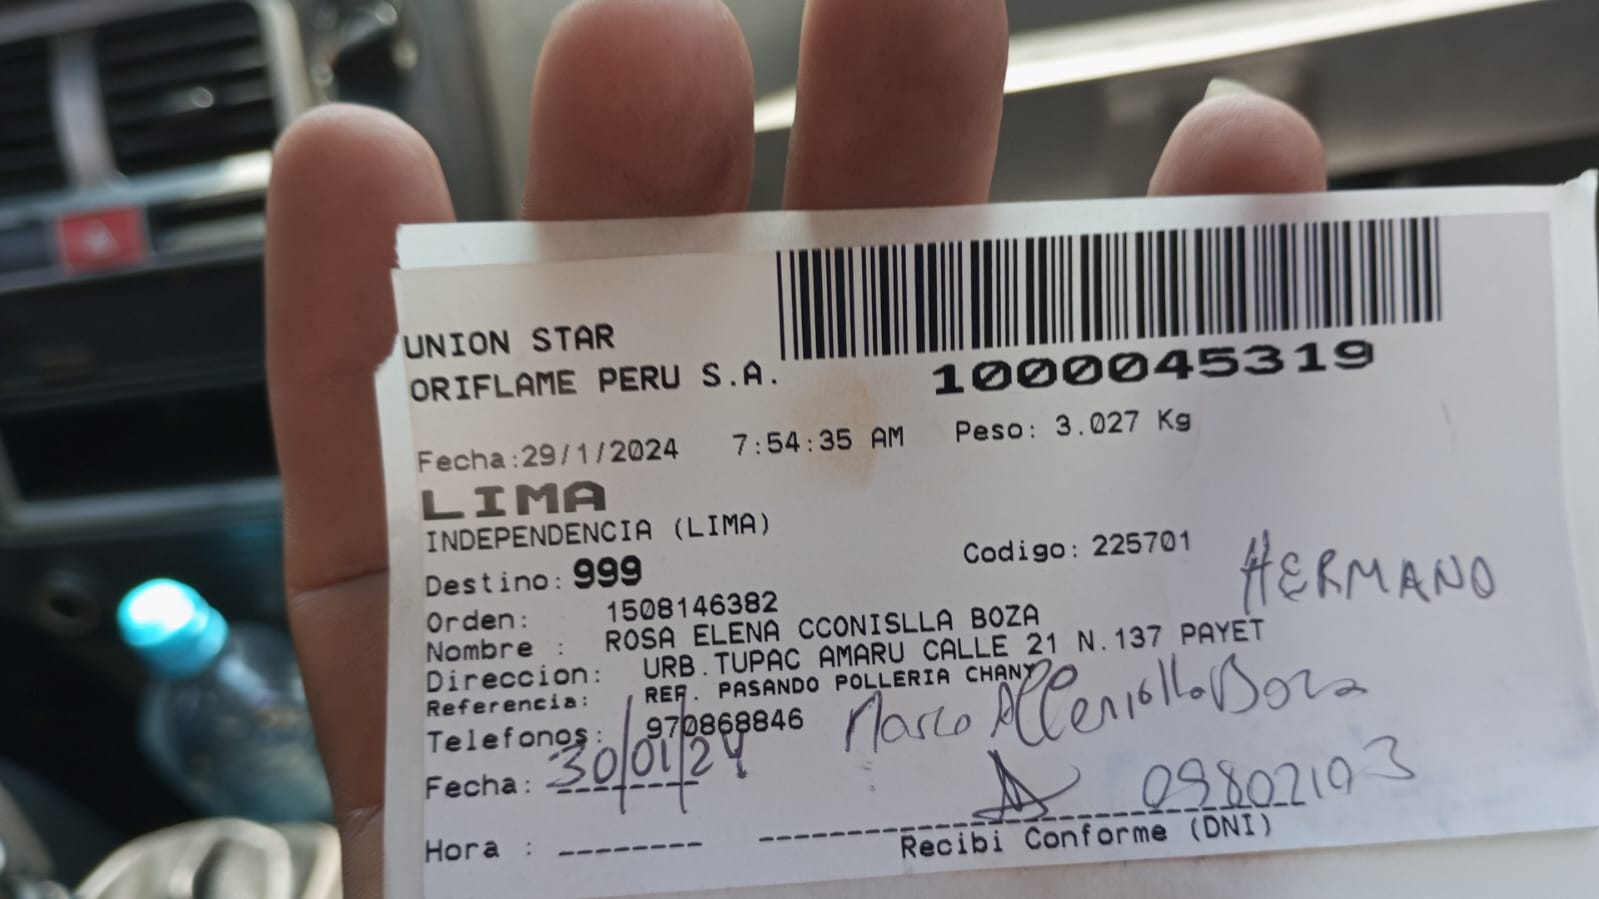 UNION STAR
ORIFLAME PERU S.A.
1000045319
Fecha:29/1/2024 7:54:35 AM Peso: 3.027 Kg
LIMA
INDEPENDENCIA (LIMA)
Destino: 999 Codigo: 225701
HERMANO
Orden: 1508146382
Nombre : ROSA ELENA CCONISLLA BOZA
Direccion: URB.TUPAC AMARU CALLE 21 N.137 PAYET
Referencia: REF. PASANDO POLLERIA CHANY
Telefonos: 970868846
Marco Boza
Fecha: 30/01/24
Hora :
Recibi Conforme (DNI)